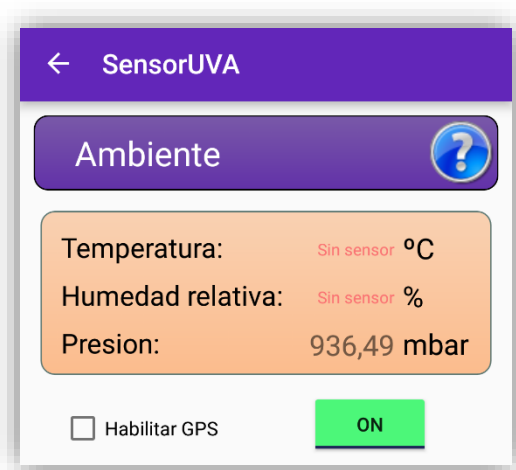 SensorUVA
Ambiente
Temperatura: Sin sensor ºC
Humedad relativa: Sin sensor %
Presion: 936,49 mbar
Habilitar GPS ON